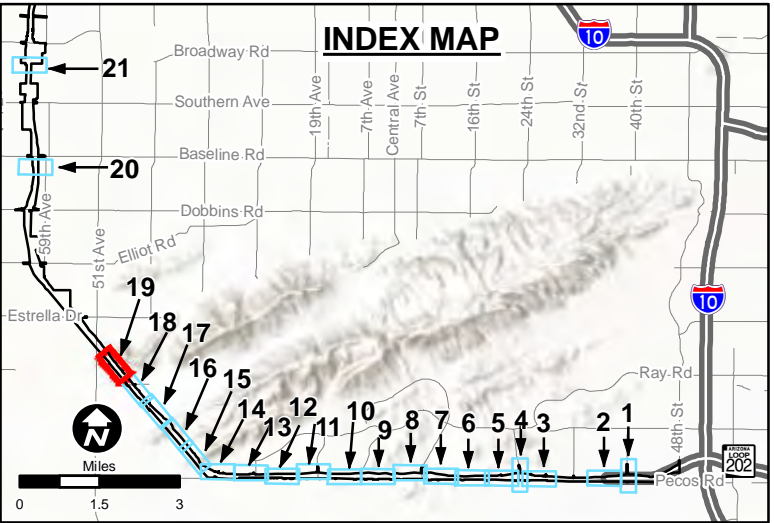 INDEX MAP
10
Broadway Rd
21
Southern Ave
19th Ave
7th Ave
Central Ave
7th St
16th St
24th St
32nd St
40th St
Baseline Rd
20
Dobbins Rd
59th Ave
51st Ave
Elliot Rd
10
Estrella Dr
19
18
17
16
15
14
13
12
11
10
9
8
7
6
5
4
3
2
1
Ray Rd
48th St
N
Miles
0 1.5 3
ARIZONA
LOOP
202
Pecos Rd